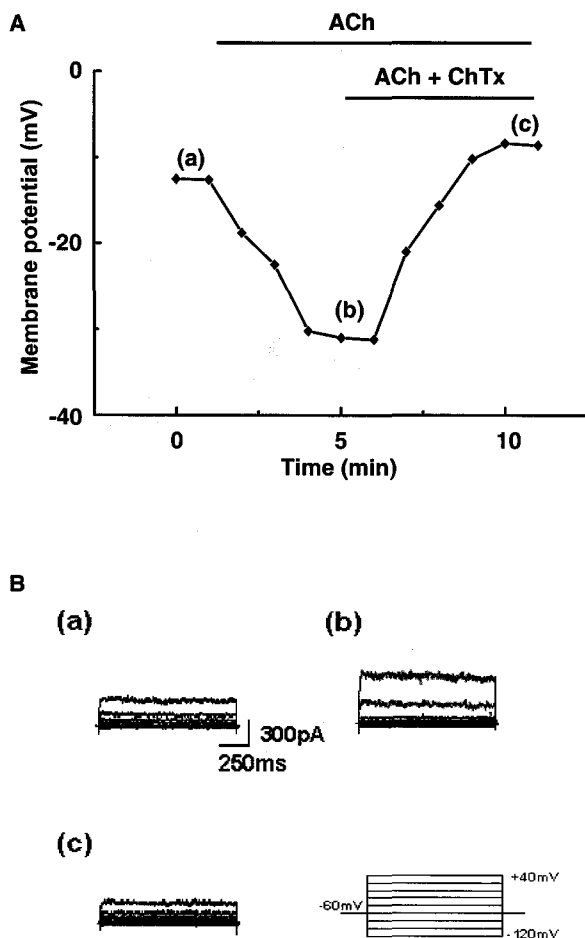 A
ACh
ACh + ChTx
Membrane potential (mV)
0
-20
-40
(a)
(b)
(c)
0
5
10
Time (min)
B
(a)
(b)
300pA
250ms
(c)
+40mV
-60mV
-120mV